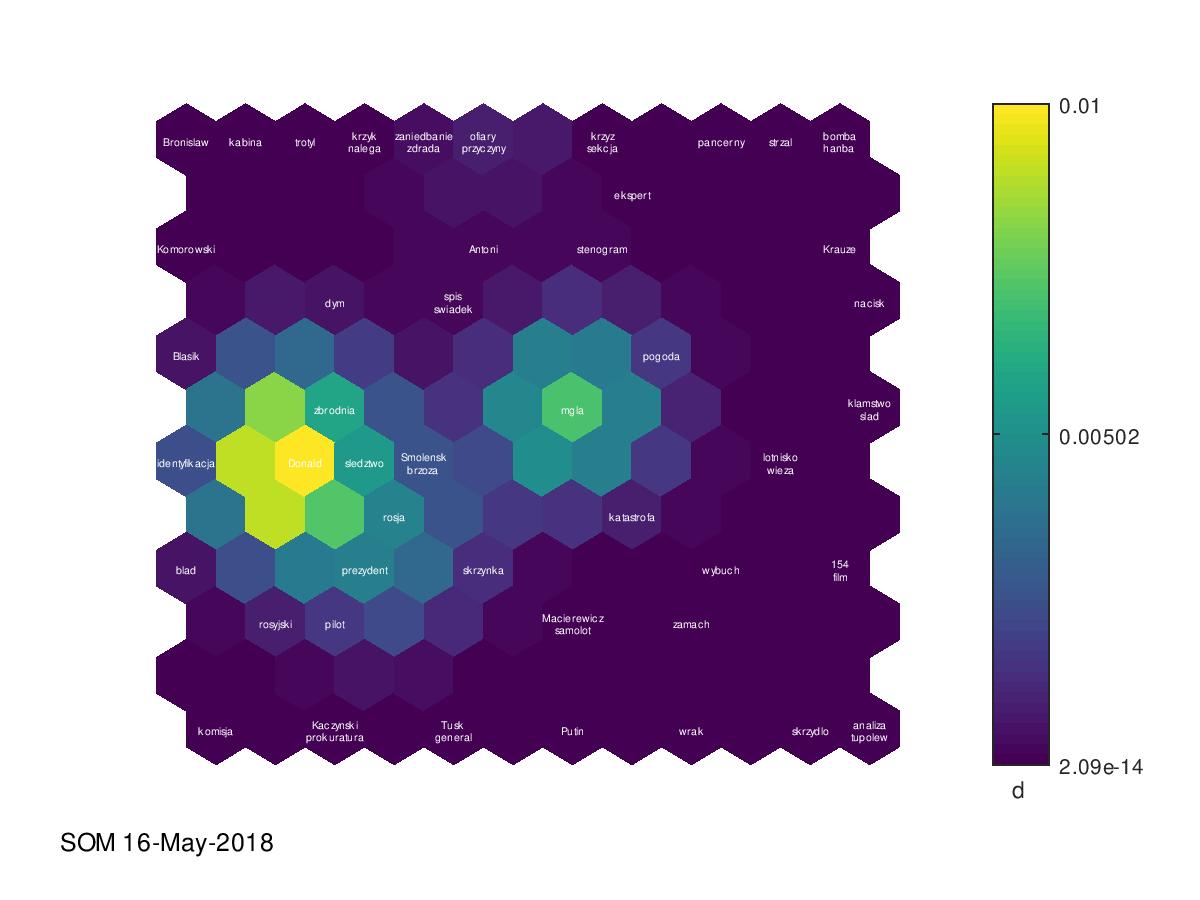 0.01
krzyk zaniedbanie ofiary krzyz bomba
Bronislaw kabina trotyl pancerny strzal
nalega zdrada przyczyny sekcja hanba
ekspert
Komorowski Antoni stenogram Krauze
spis
dym nacisk
swiadek
Blasik pogoda
zbrodnia mgla klamstwo
slad
0.00502
identyfikacja Donald sledztwo Smolensk lotnisko
brzoza wieza
rosja katastrofa
blad prezydent skrzynka wybuch 154
film
rosyjski pilot Macierewicz zamach
samolot
komisja Kaczynski Tusk Putin wrak skrzydlo analiza
prokuratura general tupolew
2.09e-14
d
SOM 16-May-2018